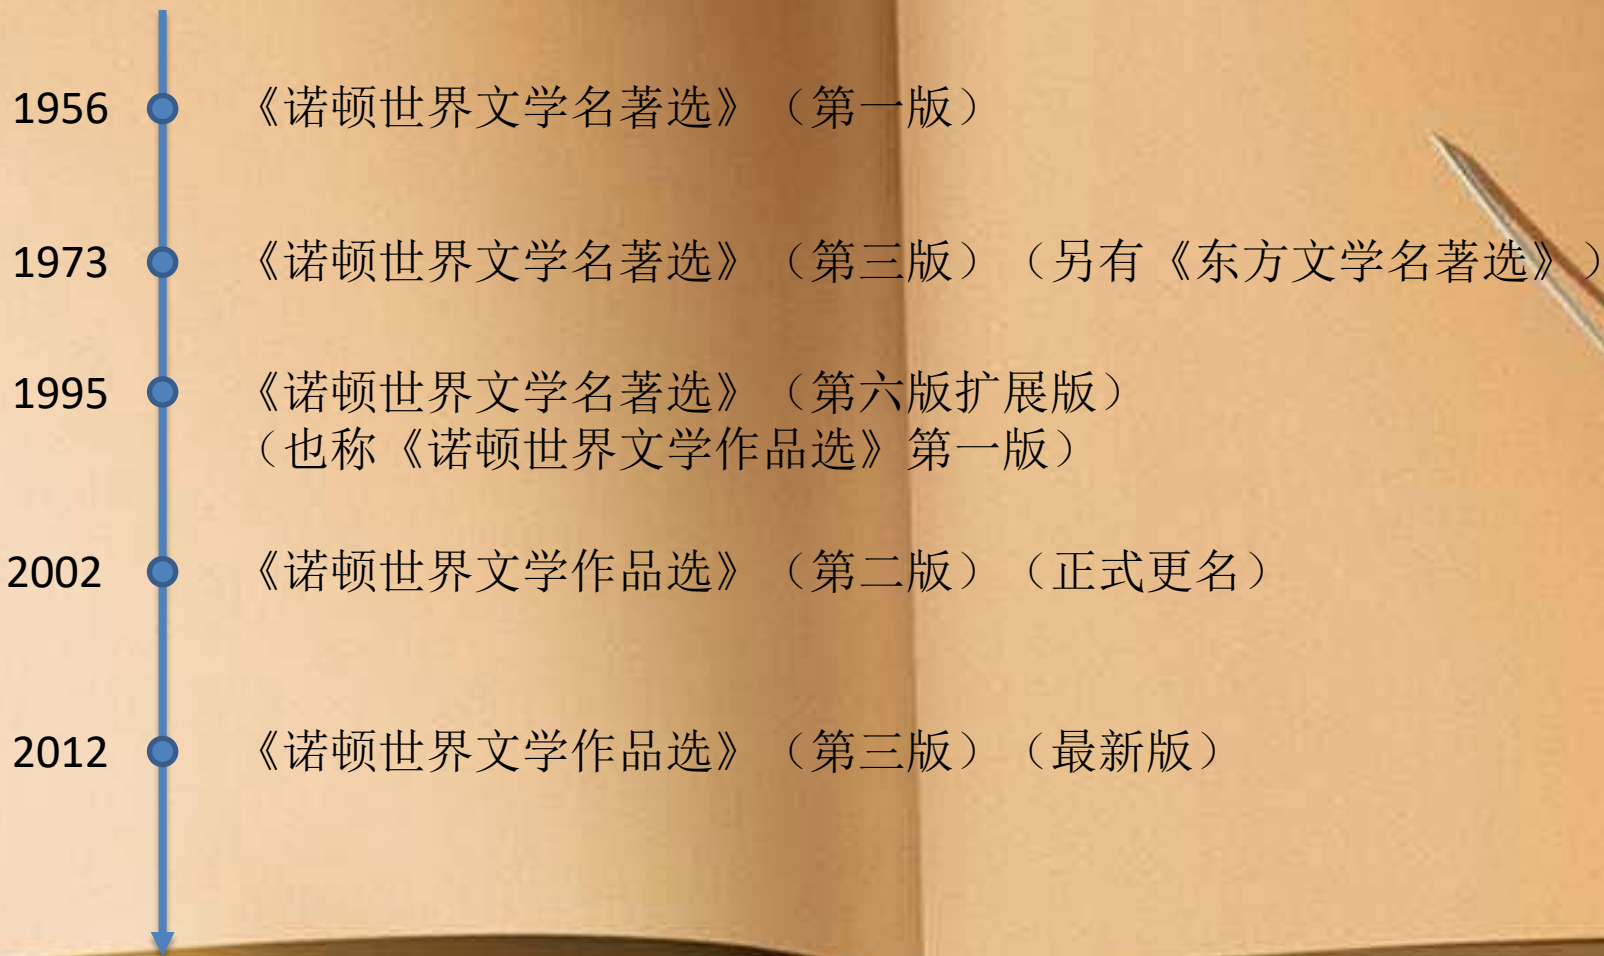 1956 《诺顿世界文学名著选》（第一版）
1973 《诺顿世界文学名著选》（第三版）（另有《东方文学名著选》）
1995 《诺顿世界文学名著选》（第六版扩展版）
（也称《诺顿世界文学作品选》第一版）
2002 《诺顿世界文学作品选》（第二版）（正式更名）
2012 《诺顿世界文学作品选》（第三版）（最新版）